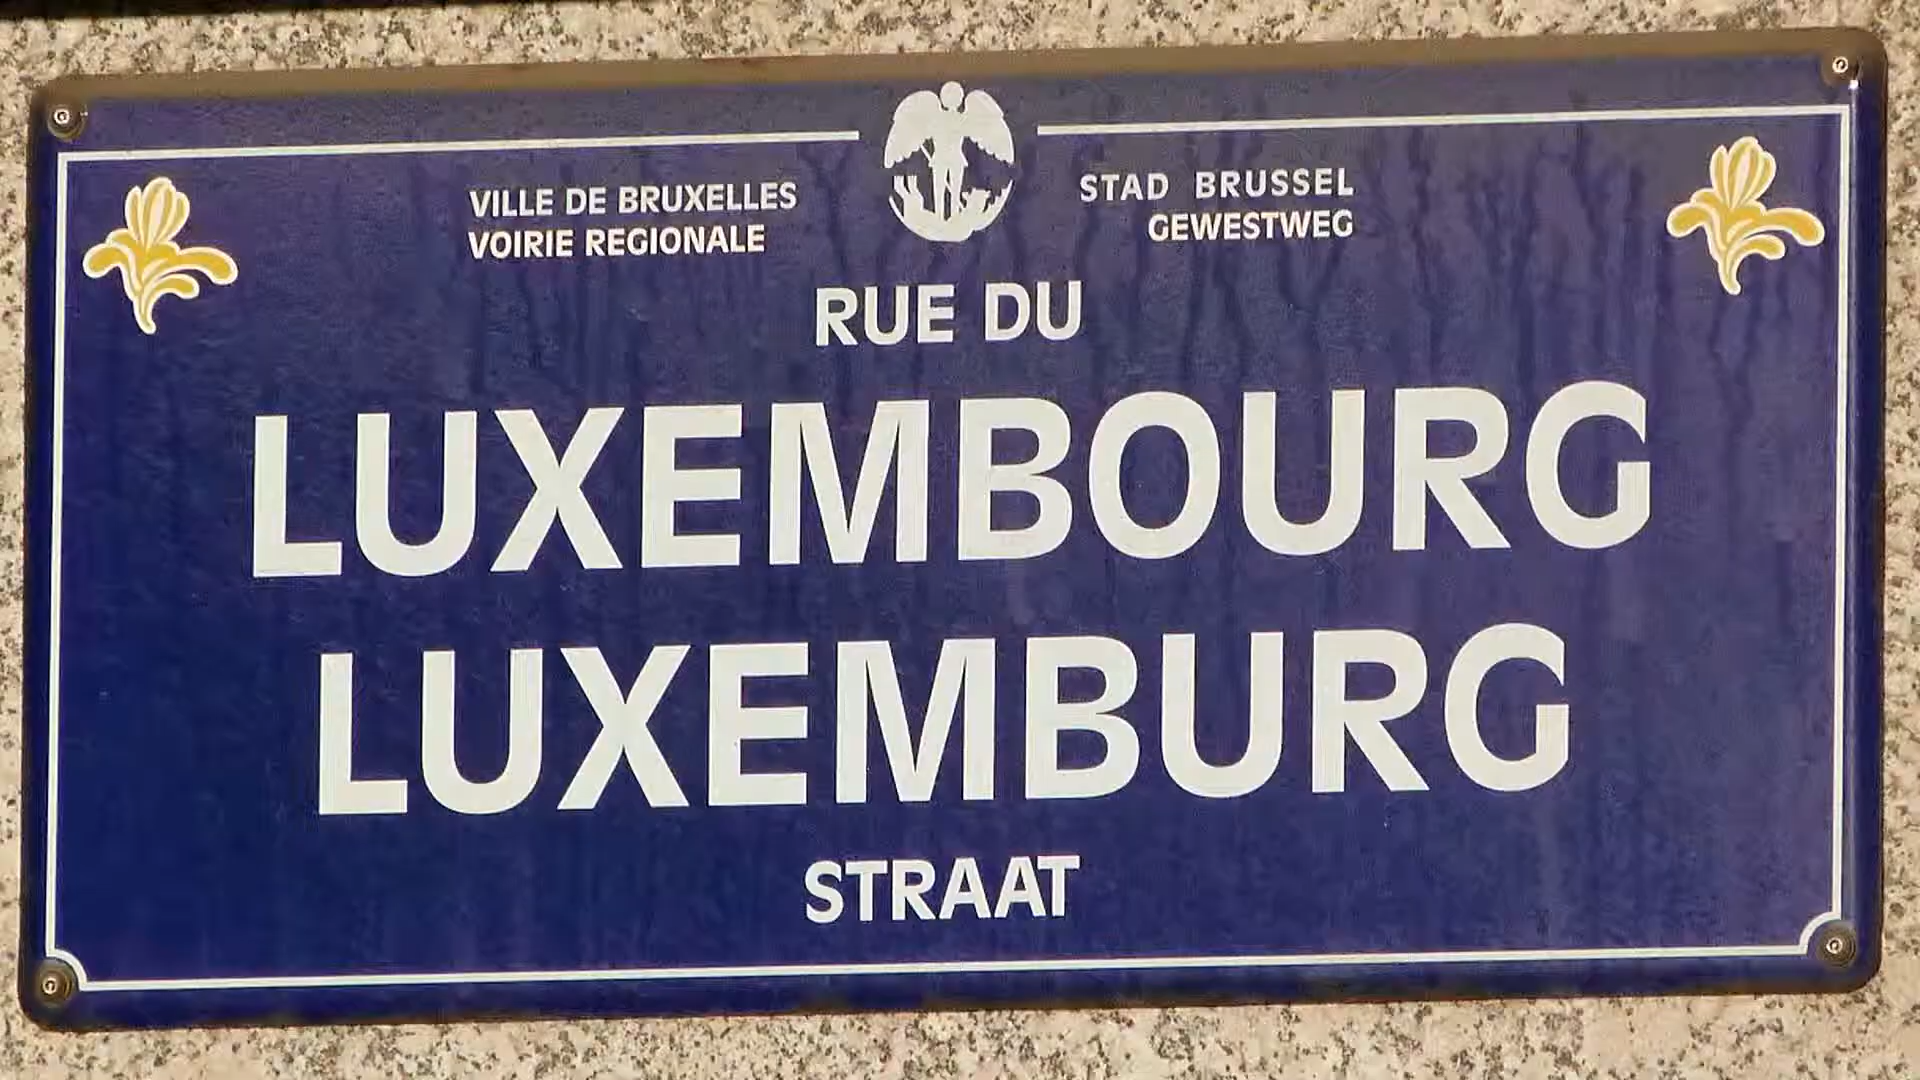 VILLE DE BRUXELLES
VOIRIE REGIONALE
STAD BRUSSEL
GEWESTWEG
RUE DU
LUXEMBOURG
LUXEMBURG
STRAAT